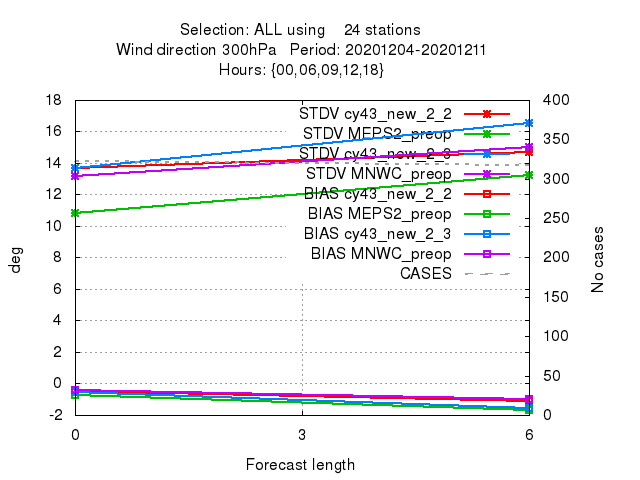 Selection: ALL using 24 stations
Wind direction 300hPa Period: 20201204-20201211
Hours: {00,06,09,12,18}
18 400
16 350
14 300
12 250
10 200
8 150
6 100
4 50
2 0
0
-2
deg
No cases
STDV cy43_new_2_2
STDV MEPS2_preop
STDV cy43_new_2_3
STDV MNWC_preop
BIAS cy43_new_2_2
BIAS MEPS2_preop
BIAS cy43_new_2_3
BIAS MNWC_preop
CASES
0 3 6
Forecast length